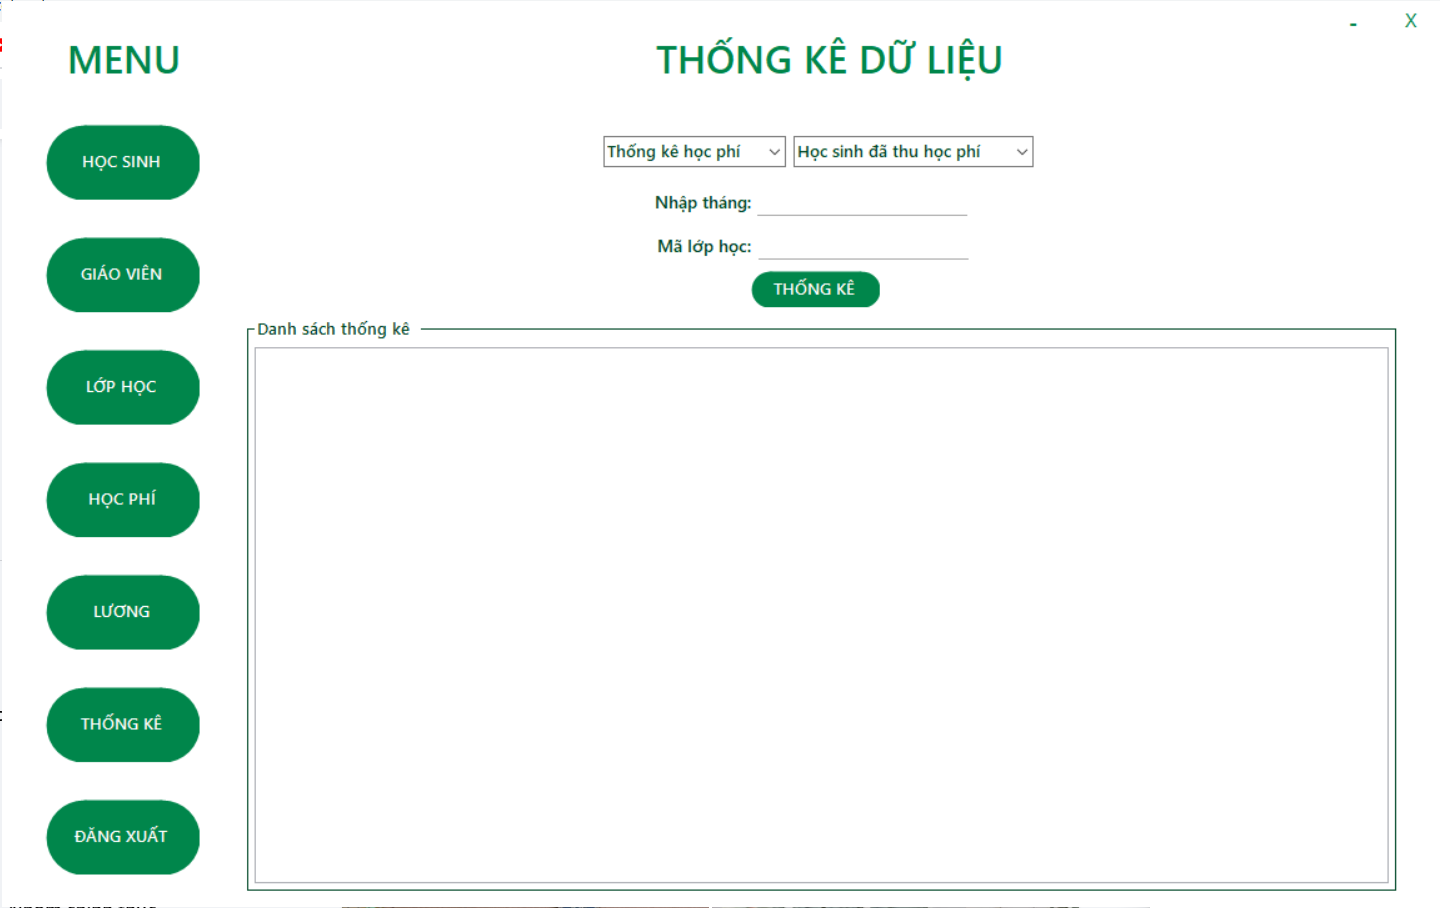 -
X
MENU
THỐNG KÊ DỮ LIỆU
HỌC SINH
GIÁO VIÊN
LỚP HỌC
HỌC PHÍ
LƯƠNG
THỐNG KÊ
ĐĂNG XUẤT
Thống kê học phí
Học sinh đã thu học phí
Nhập tháng:
Mã lớp học:
THỐNG KÊ
Danh sách thống kê